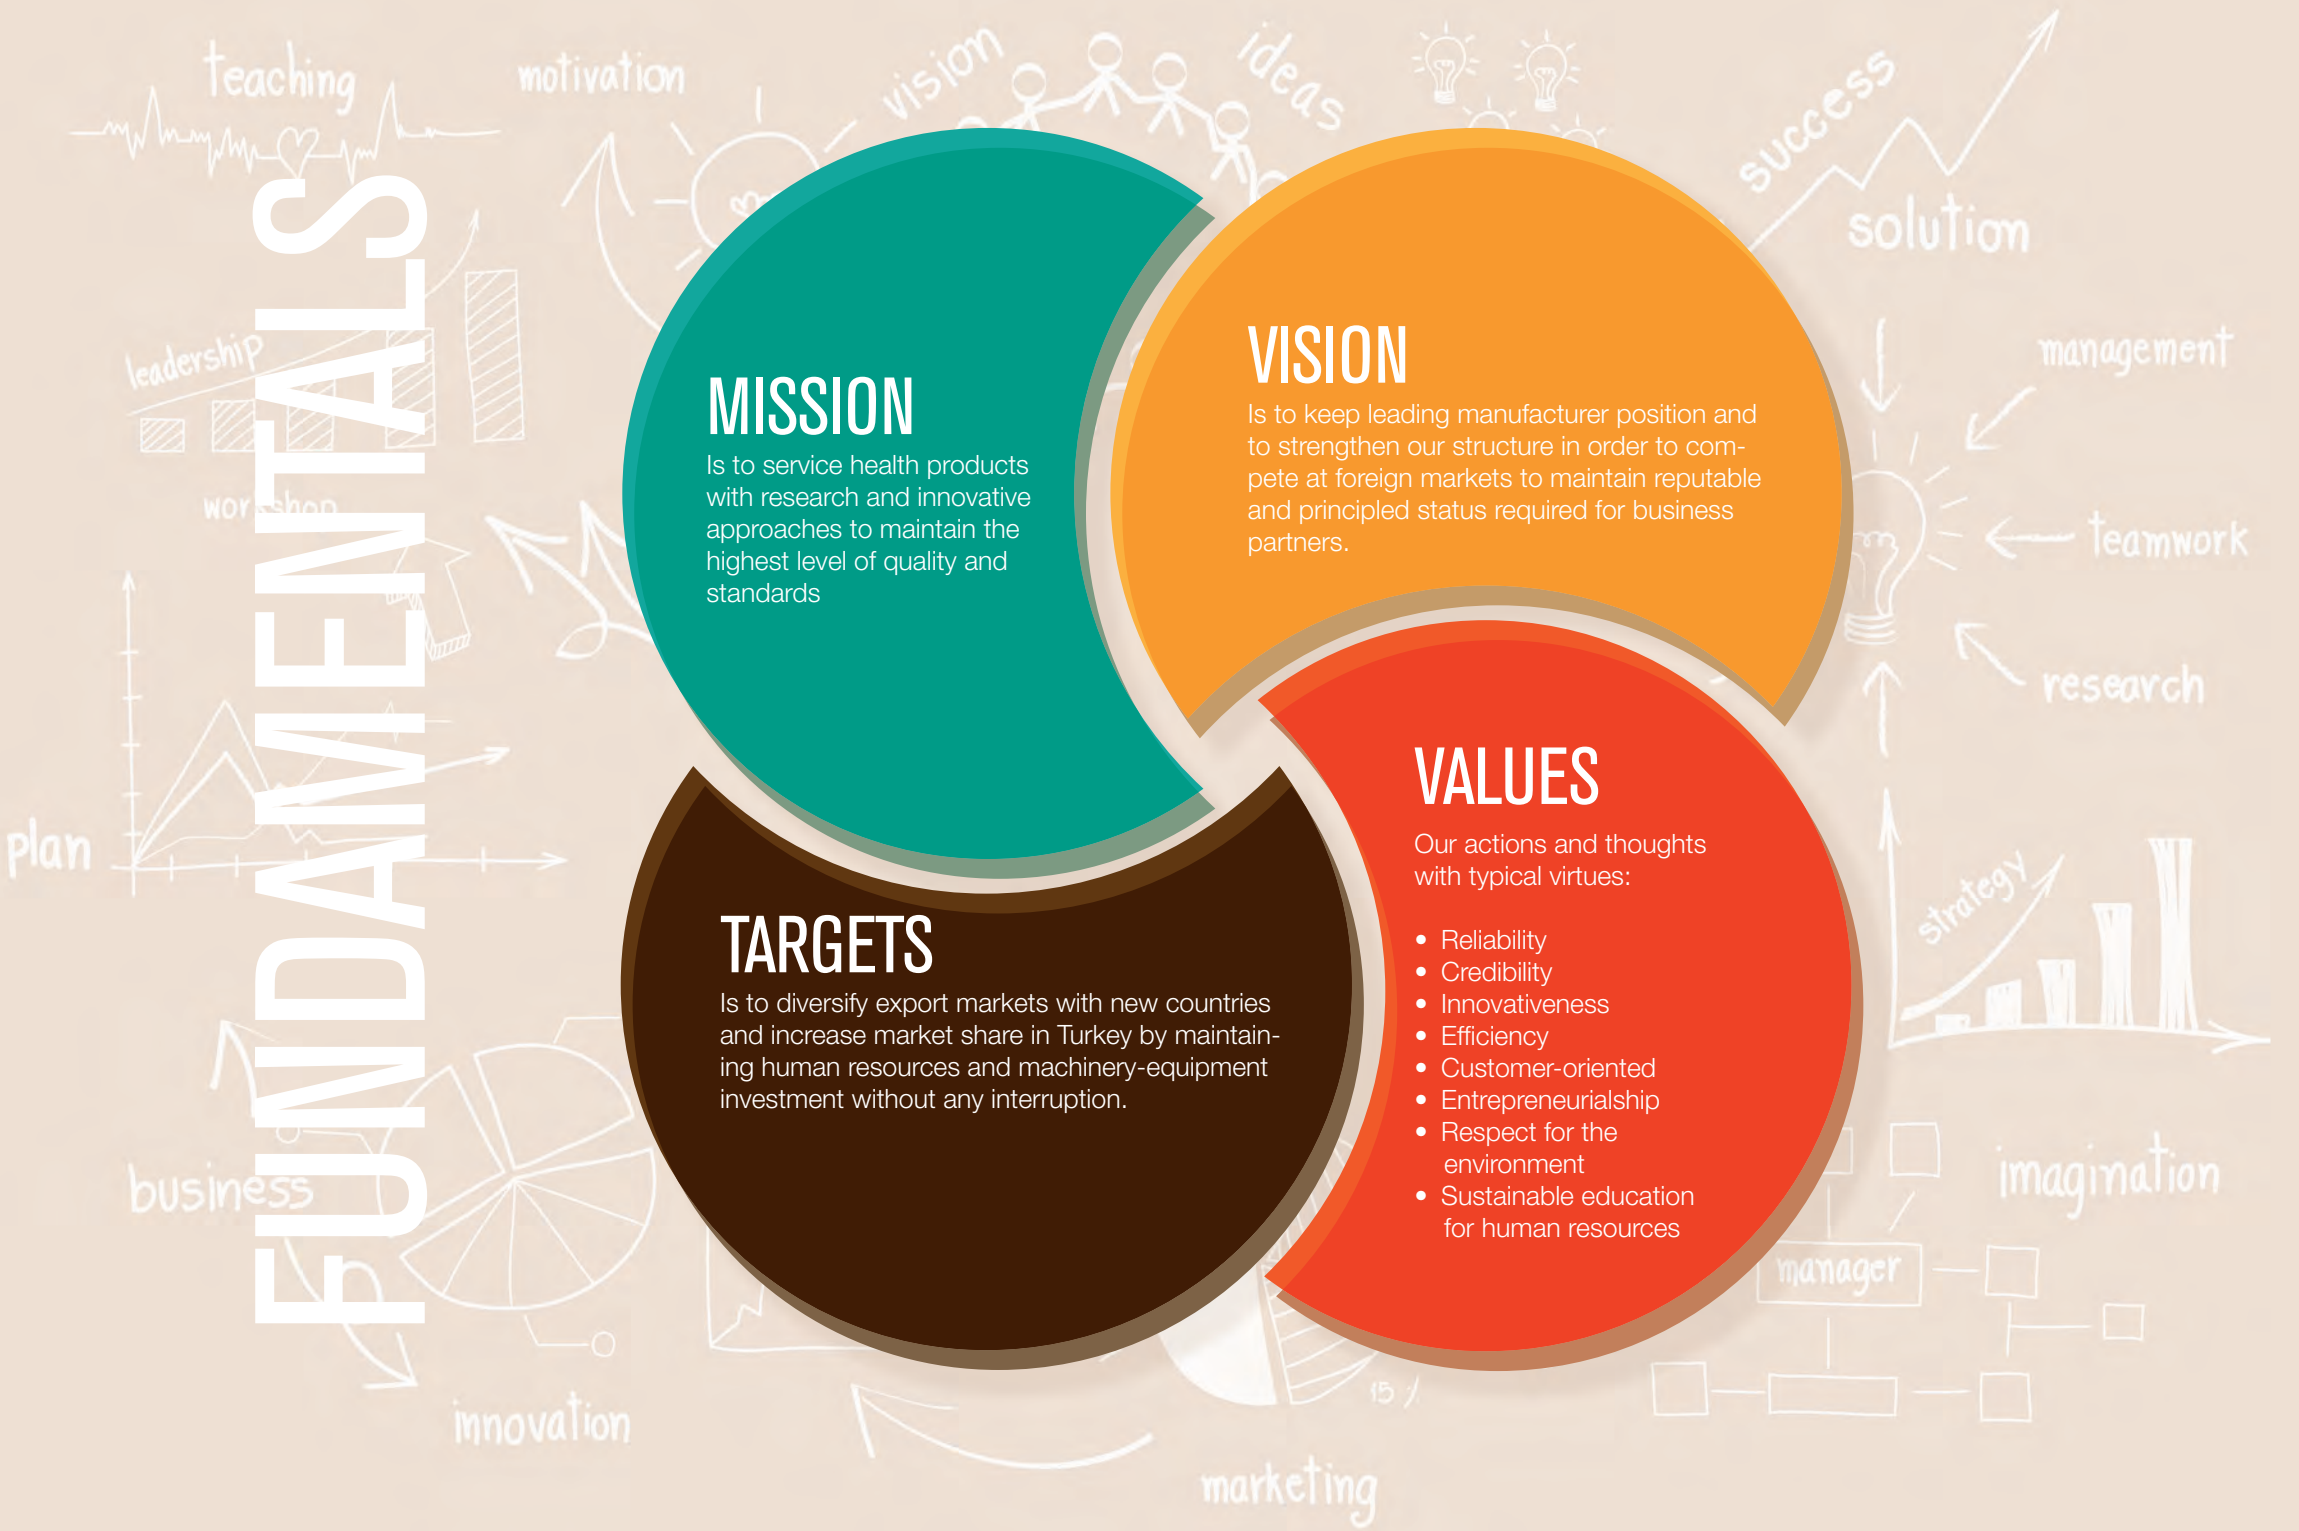 FUNDAMENTALS
MISSION
Is to service health products
with research and innovative
approaches to maintain the
highest level of quality and
standards
VISION
Is to keep leading manufacturer position and
to strengthen our structure in order to com-
pete at foreign markets to maintain reputable
and principled status required for business
partners.
TARGETS
Is to diversify export markets with new countries
and increase market share in Turkey by maintain-
ing human resources and machinery-equipment
investment without any interruption.
VALUES
Our actions and thoughts
with typical virtues:
• Reliability
• Credibility
• Innovativeness
• Efficiency
• Customer-oriented
• Entrepreneurialship
• Respect for the
environment
• Sustainable education
for human resources
teaching
motivation
vision
ideas
success
solution
leadership
management
workshop
teamwork
research
plan
strategy
business
imagination
manager
innovation
15 %
marketing